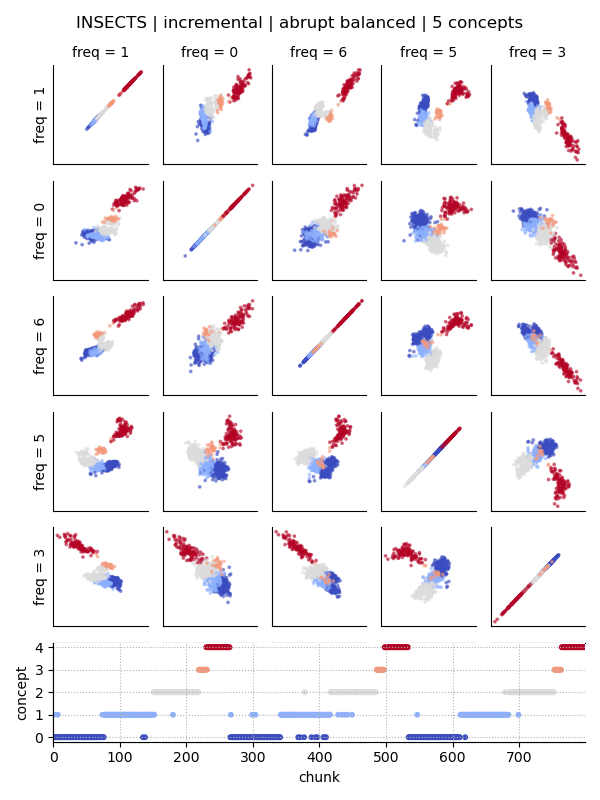 INSECTS | incremental | abrupt balanced | 5 concepts
freq = 1 freq = 0 freq = 6 freq = 5 freq = 3
freq = 1
freq = 0
freq = 6
freq = 5
freq = 3
concept
4
3
2
1
0
0 100 200 300 400 500 600 700
chunk